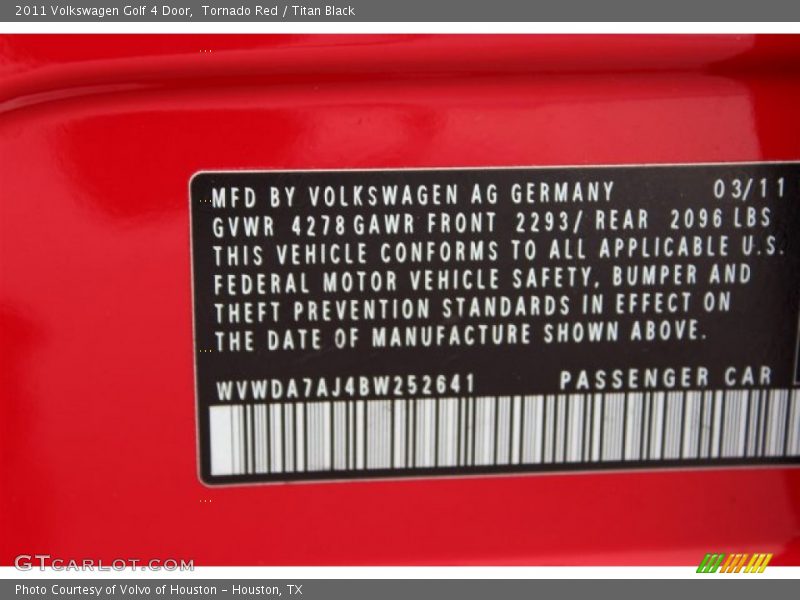 2011 Volkswagen Golf 4 Door,  Tornado Red / Titan Black
MFD BY VOLKSWAGEN AG GERMANY 03/11
GVWR 4278 GAWR FRONT 2293/ REAR 2096 LBS
THIS VEHICLE CONFORMS TO ALL APPLICABLE U.S.
FEDERAL MOTOR VEHICLE SAFETY, BUMPER AND
THEFT PREVENTION STANDARDS IN EFFECT ON
THE DATE OF MANUFACTURE SHOWN ABOVE.
WVWDA7AJ4BW252641 PASSENGER CAR
GTCARLOT.COM
Photo Courtesy of Volvo of Houston - Houston, TX